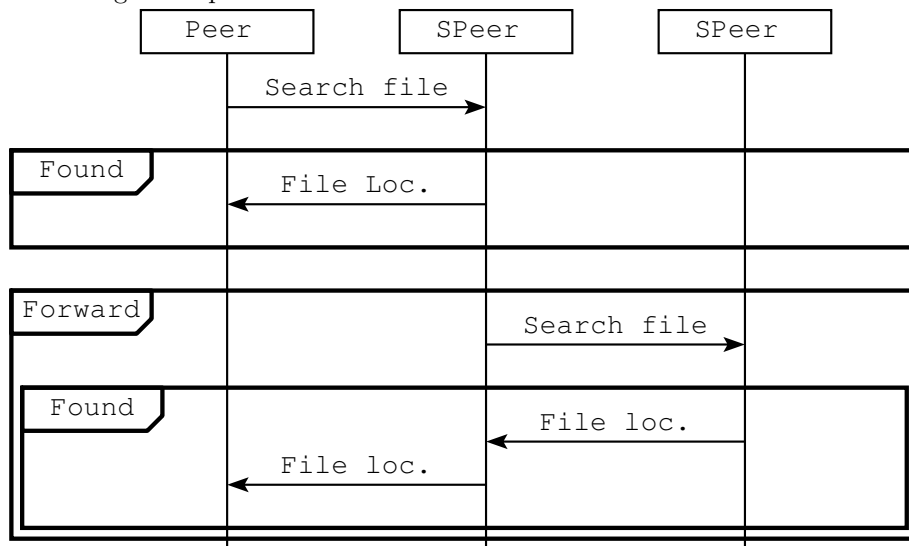 Peer
SPeer
SPeer
Search file
Found
File Loc.
Forward
Search file
Found
File loc.
File loc.